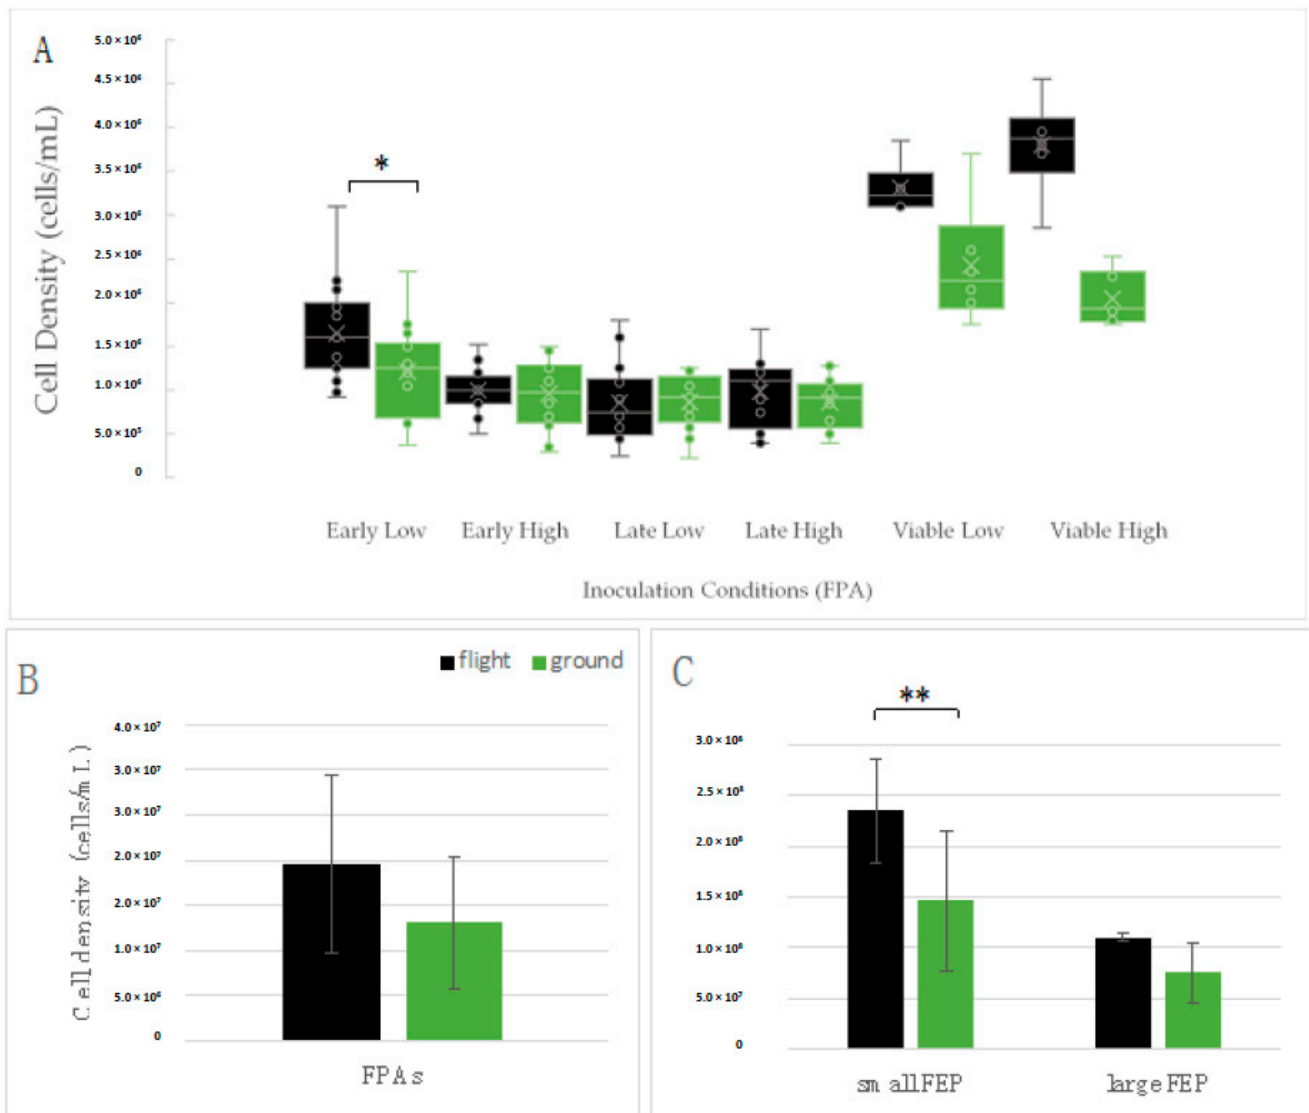 A
Cell Density (cells/mL)
5.0 × 10⁶
4.5 × 10⁶
4.0 × 10⁶
3.5 × 10⁶
3.0 × 10⁶
2.5 × 10⁶
2.0 × 10⁶
1.5 × 10⁶
1.0 × 10⁶
5.0 × 10⁵
0
*
Early Low Early High Late Low Late High Viable Low Viable High
Inoculation Conditions (FPA)
B
flight ground
Cell density (cells/mL)
4.0 × 10⁷
3.0 × 10⁷
3.0 × 10⁷
2.0 × 10⁷
2.0 × 10⁷
1.0 × 10⁷
5.0 × 10⁶
0
FPAs
C
**
3.0 × 10⁸
2.5 × 10⁸
2.0 × 10⁸
1.5 × 10⁸
1.0 × 10⁸
5.0 × 10⁷
0
small FEP large FEP